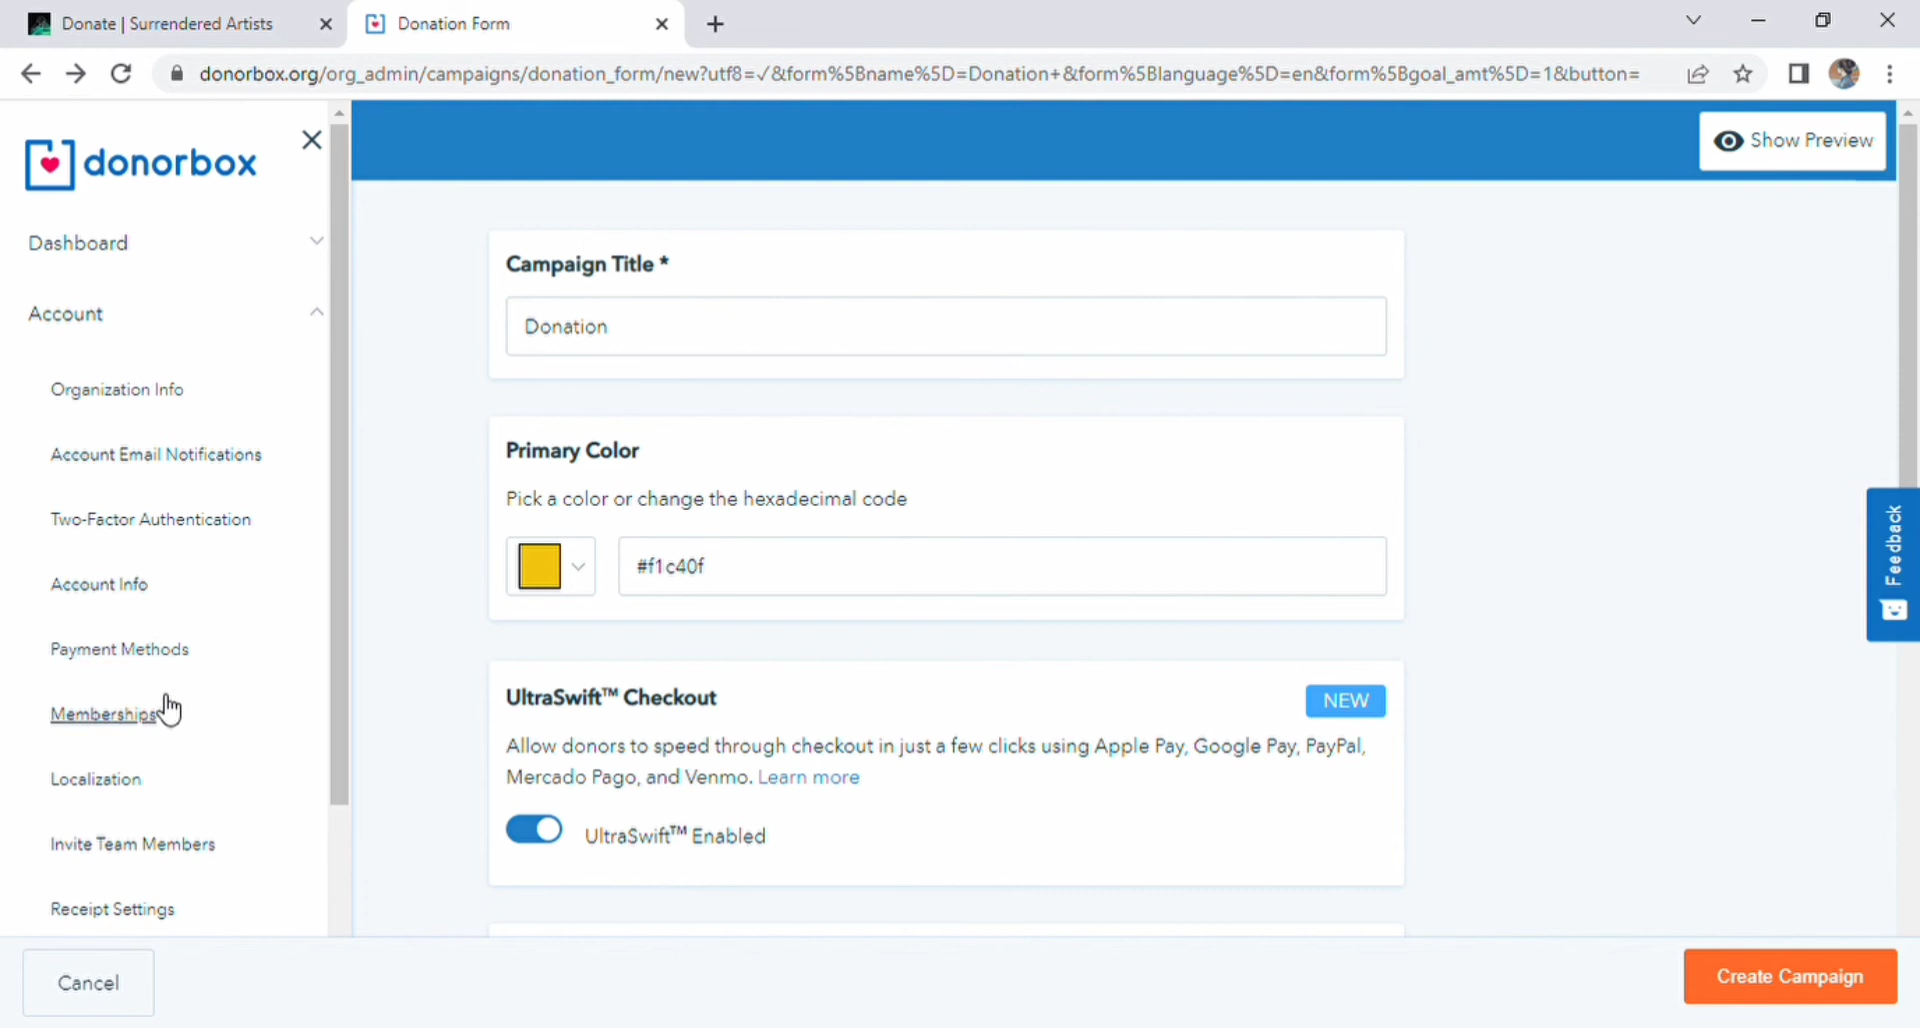 Donate | Surrendered Artists
Donation Form
donorbox.org/org_admin/campaigns/donation_form/new?utf8=✓&form%5Bname%5D=Donation+&form%5Blanguage%5D=en&form%5Bgoal_amt%5D=1&button=
donorbox
Show Preview
Dashboard
Account
Organization Info
Account Email Notifications
Two-Factor Authentication
Account Info
Payment Methods
Memberships
Localization
Invite Team Members
Receipt Settings
Campaign Title *
Donation
Primary Color
Pick a color or change the hexadecimal code
#f1c40f
UltraSwift™ Checkout
NEW
Allow donors to speed through checkout in just a few clicks using Apple Pay, Google Pay, PayPal,
Mercado Pago, and Venmo. Learn more
UltraSwift™ Enabled
Feedback
Cancel
Create Campaign